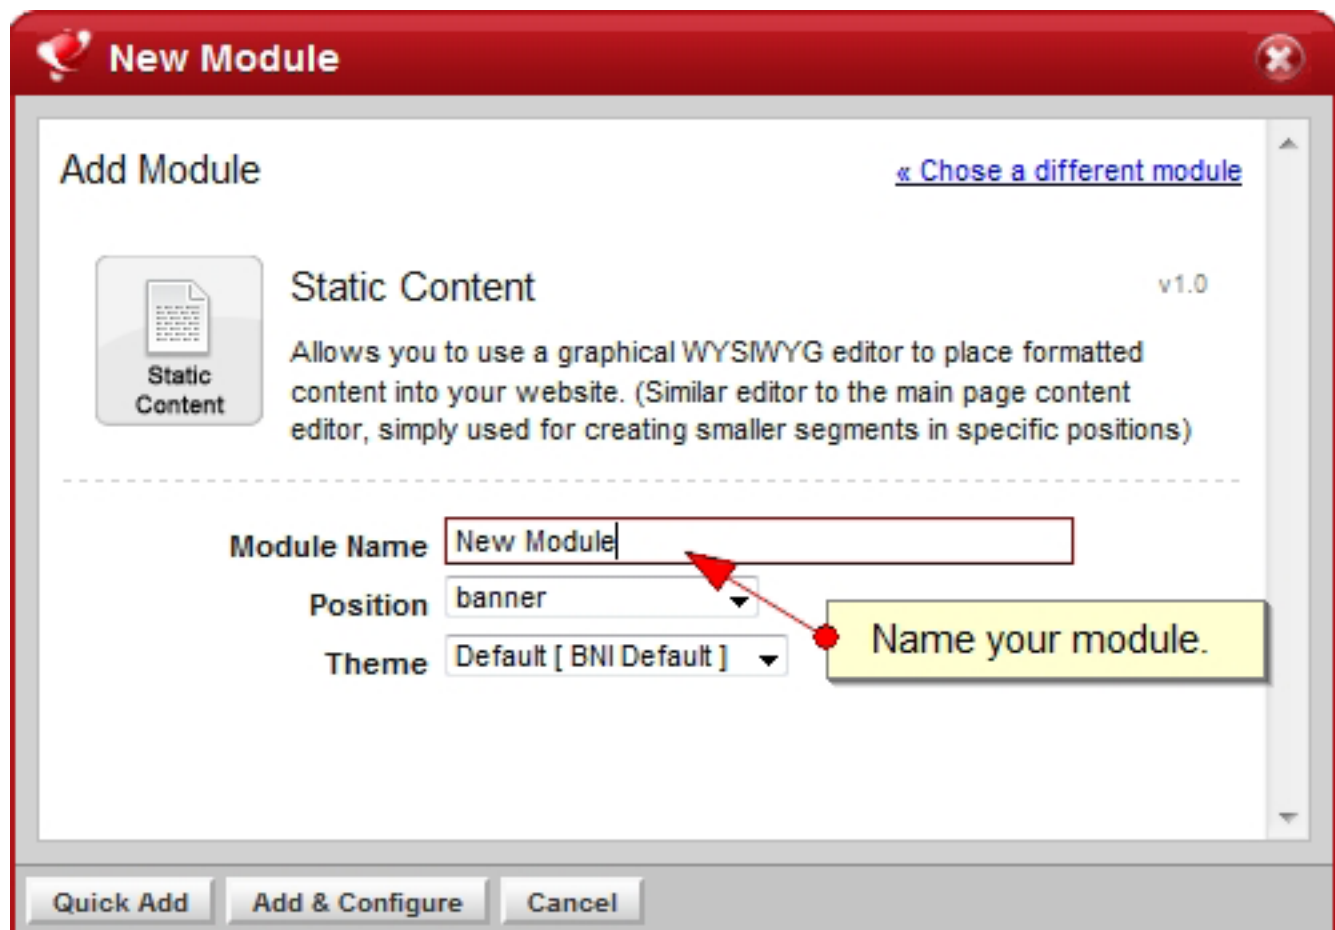 New Module
Add Module
« Chose a different module
Static Content
v1.0
Static
Content
Allows you to use a graphical WYSIWYG editor to place formatted
content into your website. (Similar editor to the main page content
editor, simply used for creating smaller segments in specific positions)
Module Name New Module
Position banner
Theme Default [ BNI Default ]
Name your module.
Quick Add Add & Configure Cancel